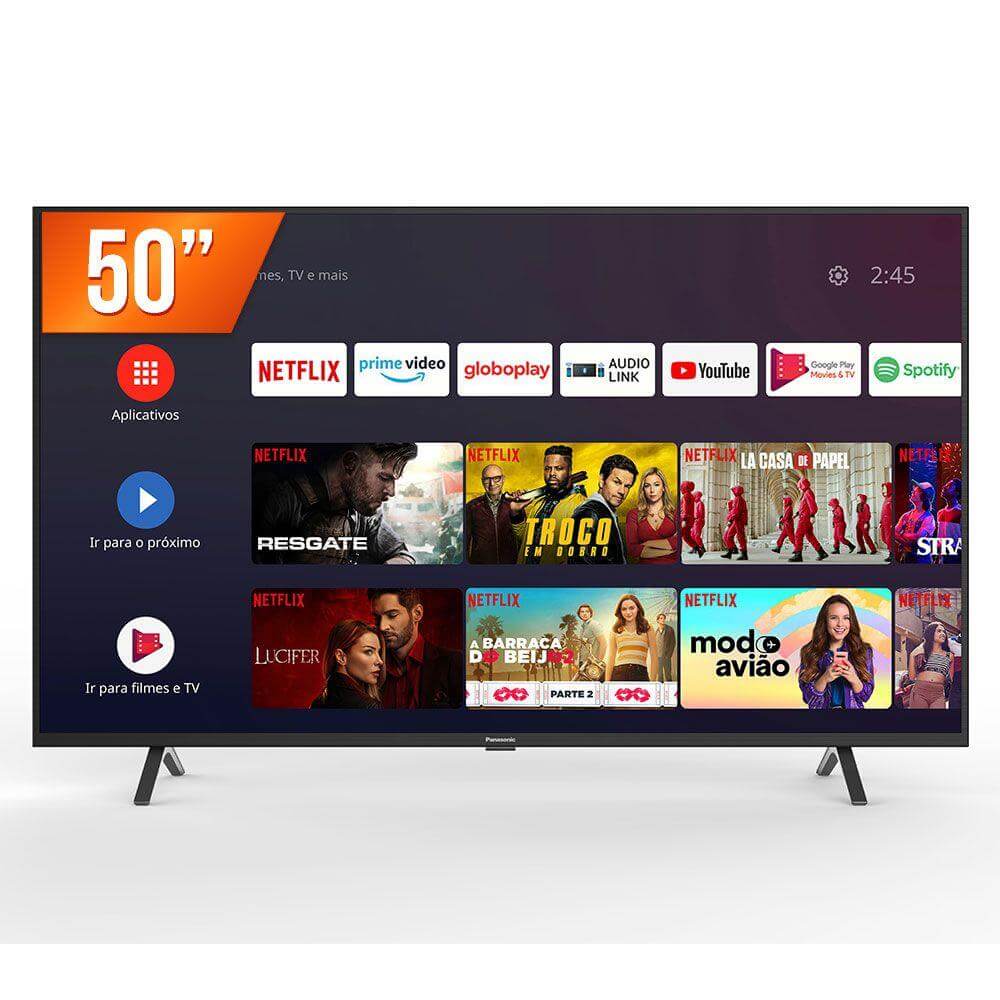 50”
mes, TV e mais
2:45
Aplicativos
NETFLIX
prime video
globoplay
AUDIO
LINK
YouTube
Google Play
Movies & TV
Spotify
Ir para o próximo
NETFLIX
RESGATE
NETFLIX
TROCO
EM DOBRO
NETFLIX
LA CASA DE PAPEL
NETFLIX
STRA
Ir para filmes e TV
NETFLIX
LUCIFER
NETFLIX
A BARRACA
DO BEIJO 2
PARTE 2
NETFLIX
modo
avião
NETFLIX
Panasonic